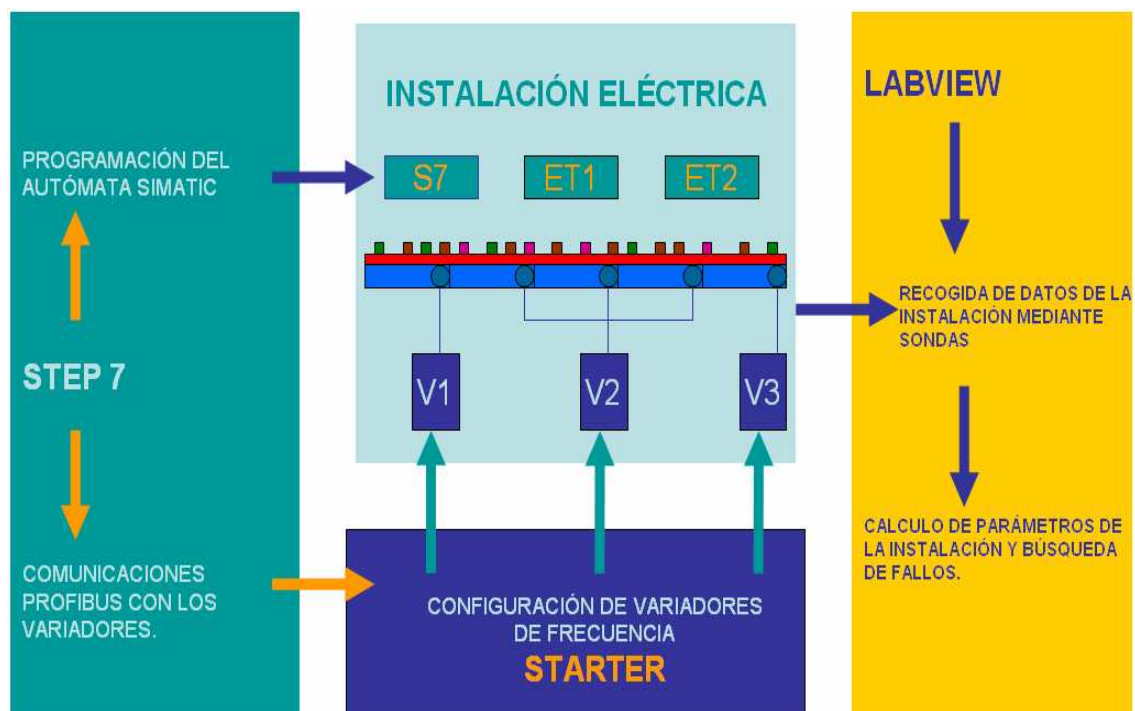 PROGRAMACIÓN DEL
AUTÓMATA SIMATIC
STEP 7
COMUNICACIONES
PROFIBUS CON LOS
VARIADORES.
INSTALACIÓN ELÉCTRICA
S7
ET1
ET2
V1
V2
V3
CONFIGURACIÓN DE VARIADORES
DE FRECUENCIA
STARTER
LABVIEW
RECOGIDA DE DATOS DE LA
INSTALACIÓN MEDIANTE
SONDAS
CALCULO DE PARÁMETROS DE
LA INSTALACIÓN Y BÚSQUEDA
DE FALLOS.